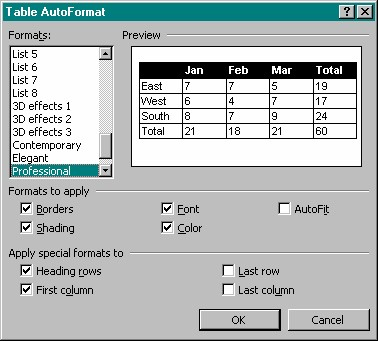 Table AutoFormat
Formats:
Preview
List 5
List 6
List 7
List 8
3D effects 1
3D effects 2
3D effects 3
Contemporary
Elegant
Professional
Jan Feb Mar Total
East 7 7 5 19
West 6 4 7 17
South 8 7 9 24
Total 21 18 21 60
Formats to apply
Borders Font AutoFit
Shading Color
Apply special formats to
Heading rows Last row
First column Last column
OK Cancel